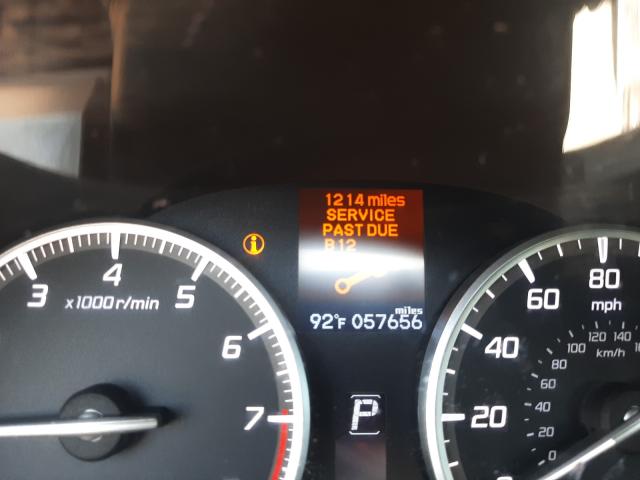 1214 miles
SERVICE
PAST DUE
B12
miles
92°F 057656
3 4 5 6 7
x1000 r/min
P
20 40 60 80
mph
0 20 40 60 80 100 120 140
km/h